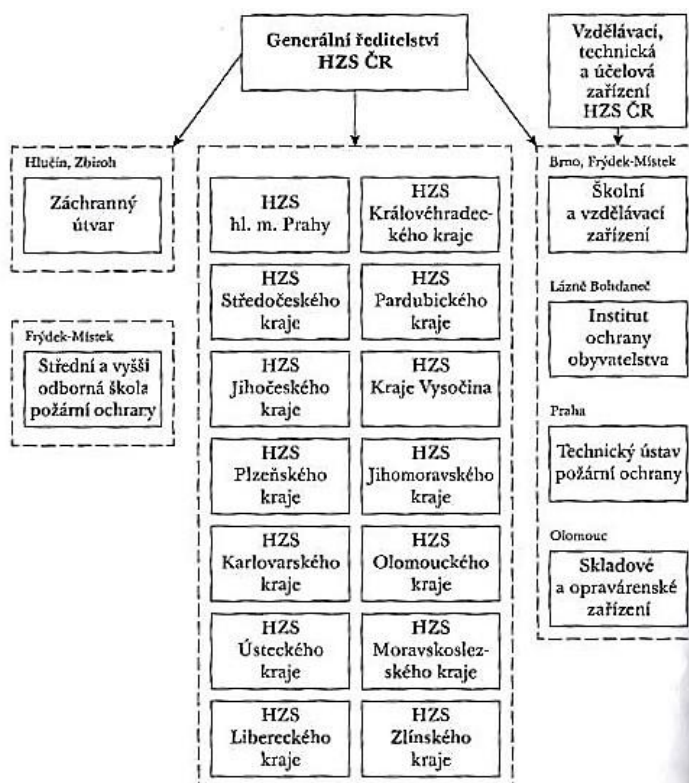 Generální ředitelství
HZS ČR
Vzdělávací,
technická
a účelová
zařízení
HZS ČR
Hlučín, Zbiroh
Záchranný
útvar
Frýdek-Místek
Střední a vyšší
odborná škola
požární ochrany
HZS
hl. m. Prahy
HZS
Královéhradec-
kého kraje
HZS
Středočeského
kraje
HZS
Pardubického
kraje
HZS
Jihočeského
kraje
HZS
Kraje Vysočina
HZS
Plzeňského
kraje
HZS
Jihomoravského
kraje
HZS
Karlovarského
kraje
HZS
Olomouckého
kraje
HZS
Ústeckého
kraje
HZS
Moravskoslez-
ského kraje
HZS
Libereckého
kraje
HZS
Zlínského
kraje
Brno, Frýdek-Místek
Školní
a vzdělávací
zařízení
Lázně Bohdaneč
Institut
ochrany
obyvatelstva
Praha
Technický ústav
požární ochrany
Olomouc
Skladové
a opravárenské
zařízení